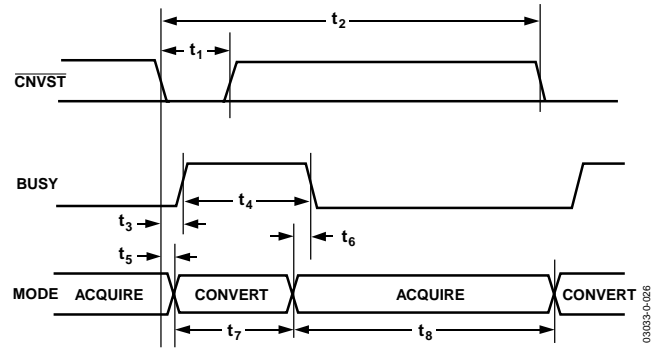 t2
t1
CNVST
BUSY
t3
t4
t5
t6
MODE ACQUIRE CONVERT ACQUIRE CONVERT
t7
t8
03033-0-026